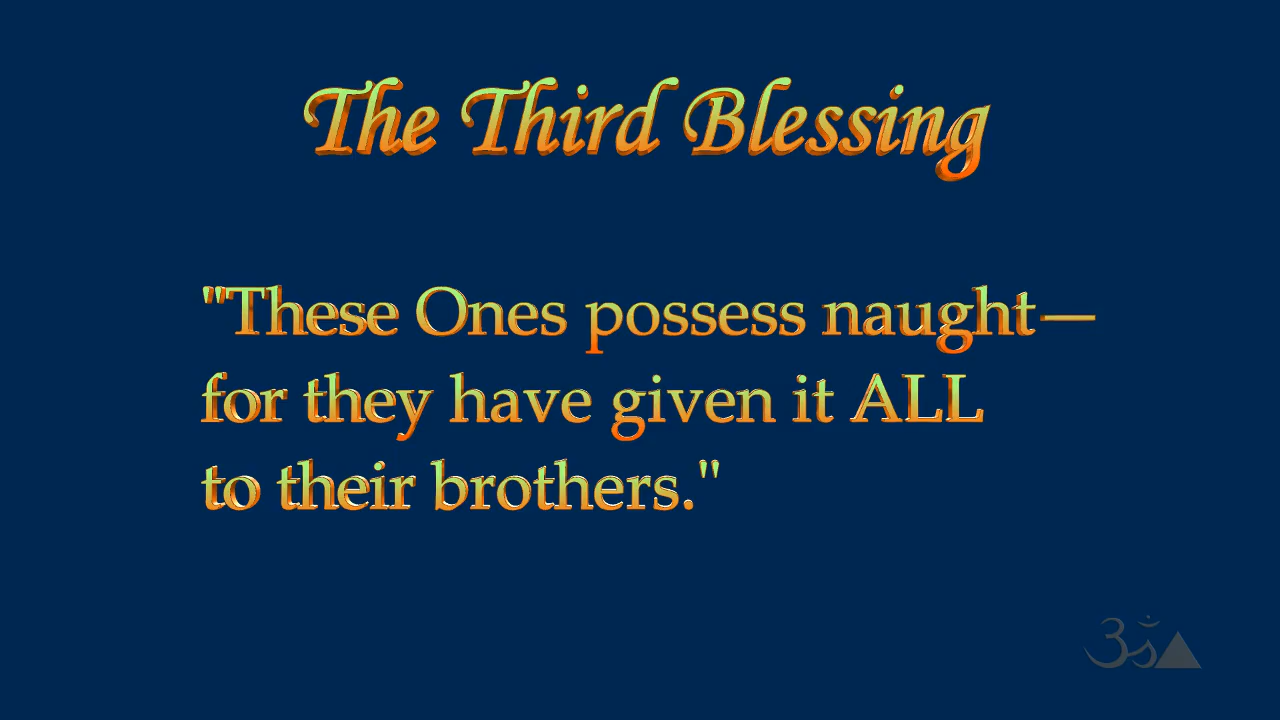 The Third Blessing
"These Ones possess naught—
for they have given it ALL
to their brothers."